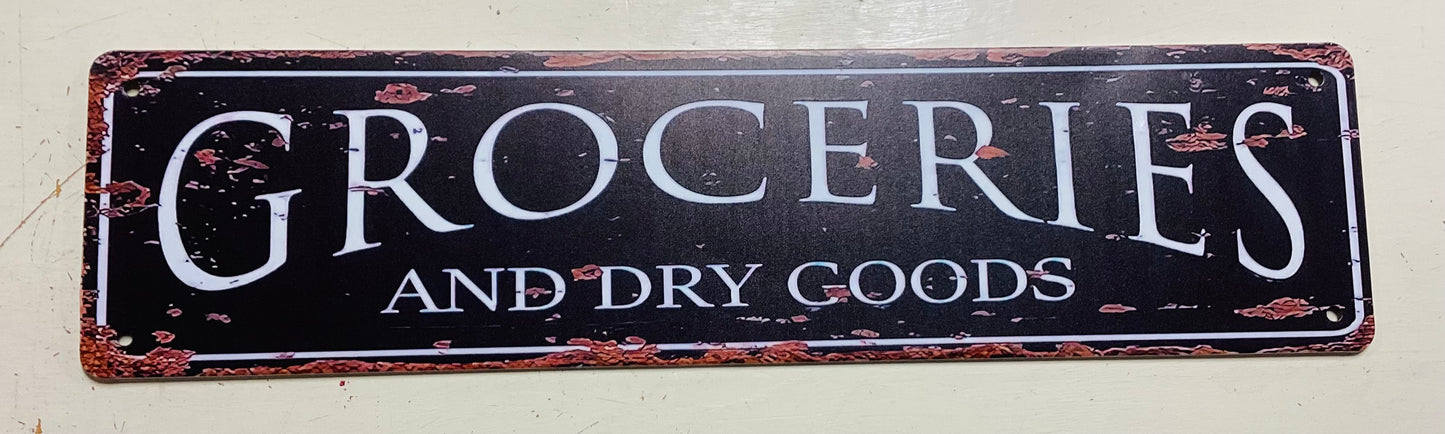 GROCERIES
AND DRY GOODS